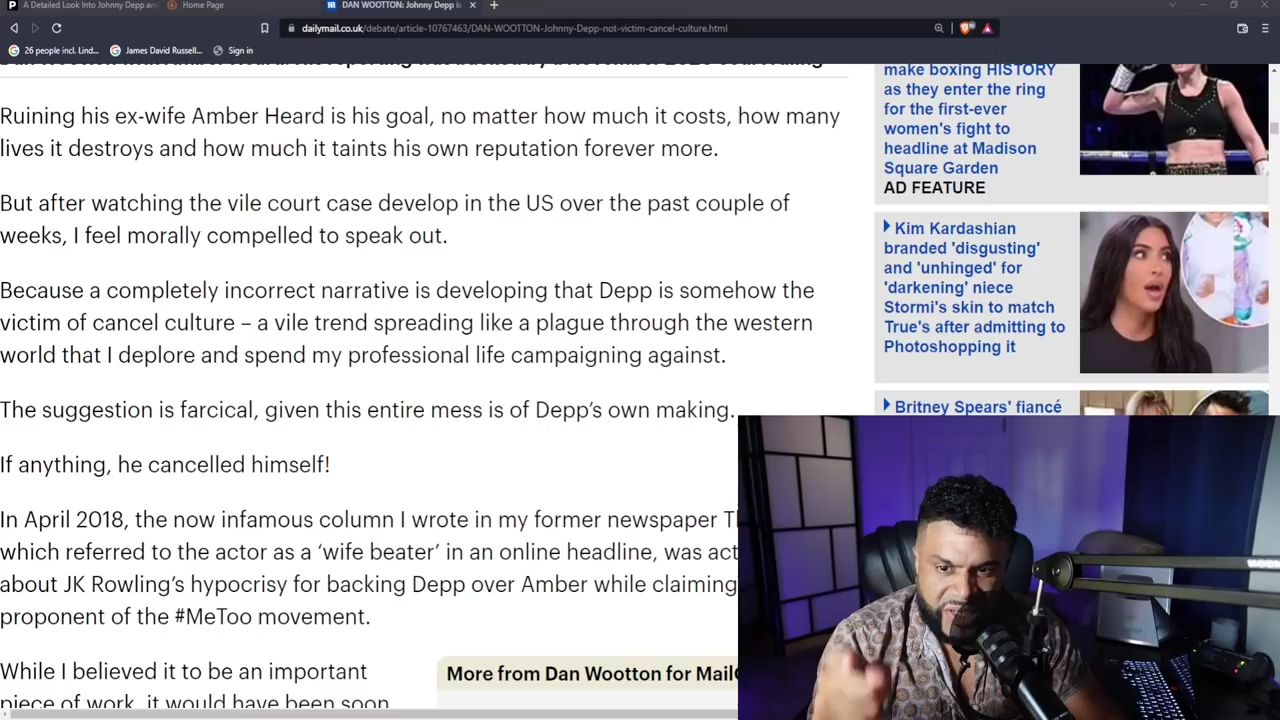 A Detailed Look Into Johnny Depp an
Home Page
DAN WOOTTON: Johnny Depp is
dailymail.co.uk/debate/article-10767463/DAN-WOOTTON-Johnny-Depp-not-victim-cancel-culture.html
26 people incl. Lind...
James David Russell...
Sign in
Ruining his ex-wife Amber Heard is his goal, no matter how much it costs, how many
lives it destroys and how much it taints his own reputation forever more.
But after watching the vile court case develop in the US over the past couple of
weeks, I feel morally compelled to speak out.
Because a completely incorrect narrative is developing that Depp is somehow the
victim of cancel culture – a vile trend spreading like a plague through the western
world that I deplore and spend my professional life campaigning against.
The suggestion is farcical, given this entire mess is of Depp's own making.
If anything, he cancelled himself!
In April 2018, the now infamous column I wrote in my former newspaper
which referred to the actor as a 'wife beater' in an online headline, was
about JK Rowling's hypocrisy for backing Depp over Amber while claiming
proponent of the #MeToo movement.
While I believed it to be an important
piece of work, it would have been soon
More from Dan Wootton for
make boxing HISTORY
as they enter the ring
for the first-ever
women's fight to
headline at Madison
Square Garden
AD FEATURE
Kim Kardashian
branded 'disgusting'
and 'unhinged' for
'darkening' niece
Stormi's skin to match
True's after admitting to
Photoshopping it
Britney Spears' fiancé